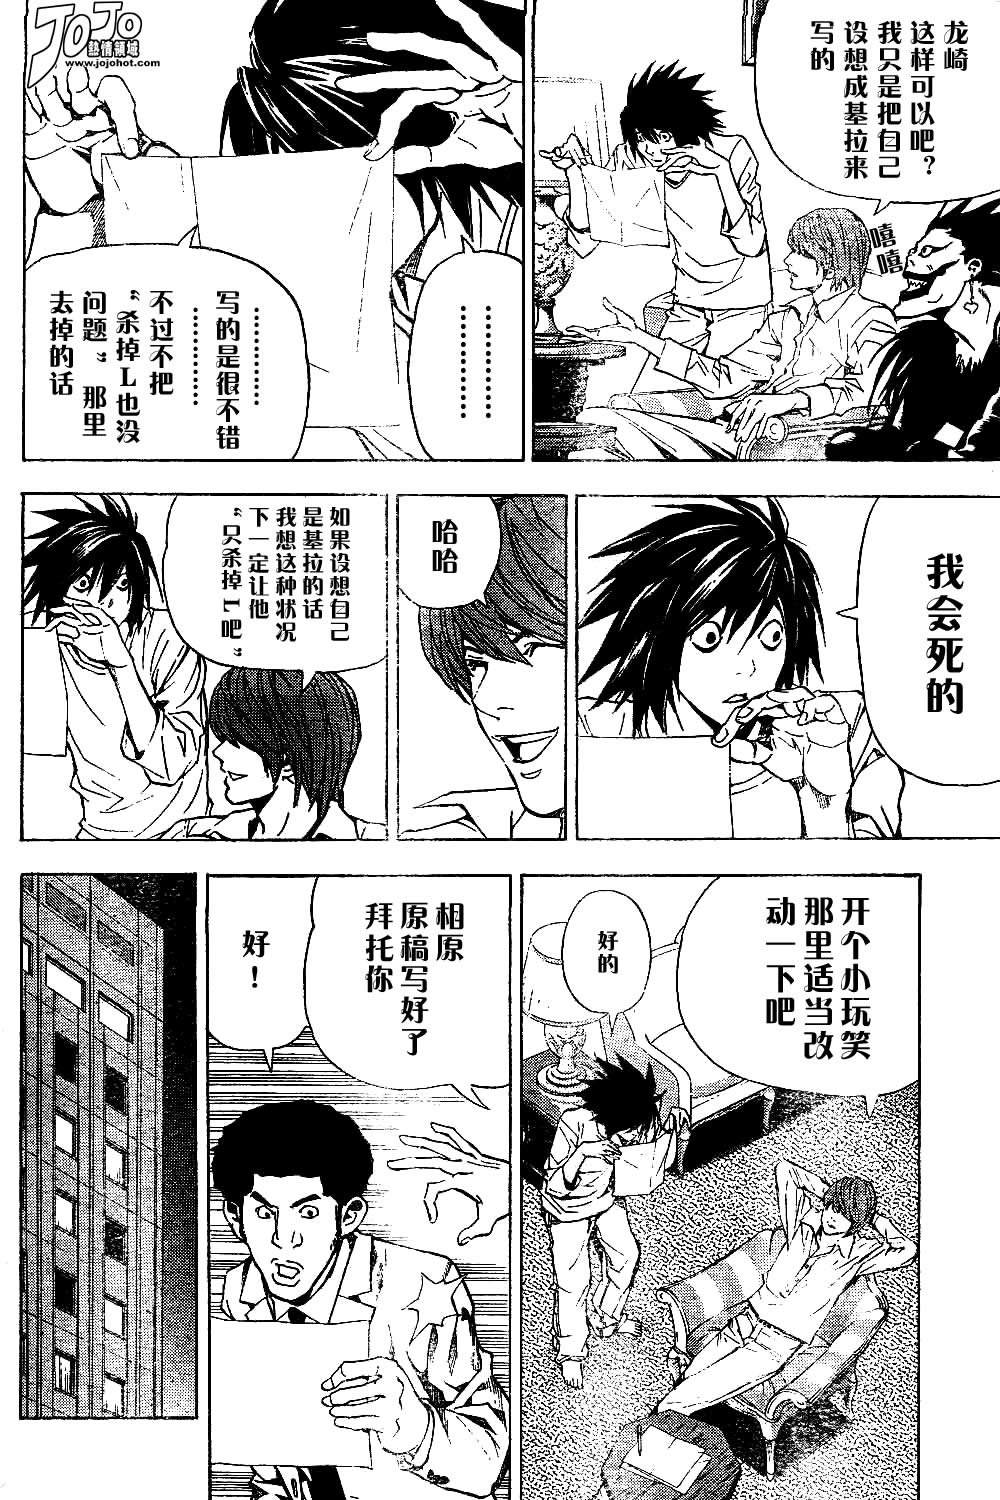 JOJO
热情领域
www.jojohot.com
龙崎
这样可以吧？
我只是把自己
设想成基拉来
写的
嘻嘻
………
………
………
写的是很不错
………
不过不把
“杀掉L也没
问题”那里
去掉的话
我会死的
哈哈
如果设想自己
是基拉的话
我想这种状况
下一定让他
“只杀掉L吧”
开个小玩笑
那里适当改
动一下吧
好的
相原
原稿写好了
拜托你
好！